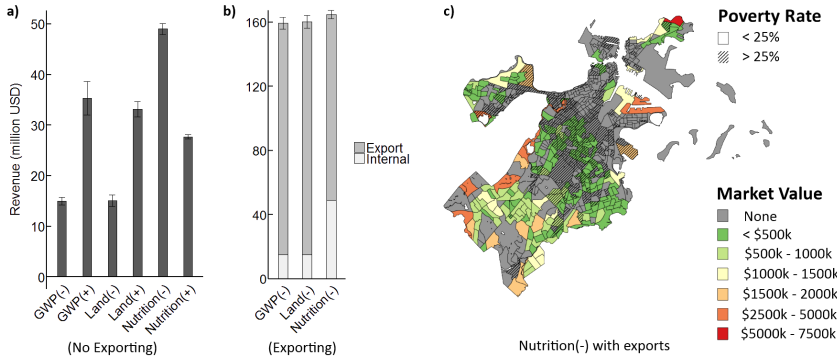 a)
Revenue (million USD)
50
40
30
20
10
0
GWP(-)
GWP(+)
Land(-)
Land(+)
Nutrition(-)
Nutrition(+)
(No Exporting)
b)
160
120
80
40
0
GWP(-)
Land(-)
Nutrition(-)
(Exporting)
Export
Internal
c)
Poverty Rate
< 25%
> 25%
Market Value
None
< $500k
$500k - 1000k
$1000k - 1500k
$1500k - 2000k
$2500k - 5000k
$5000k - 7500k
Nutrition(-) with exports